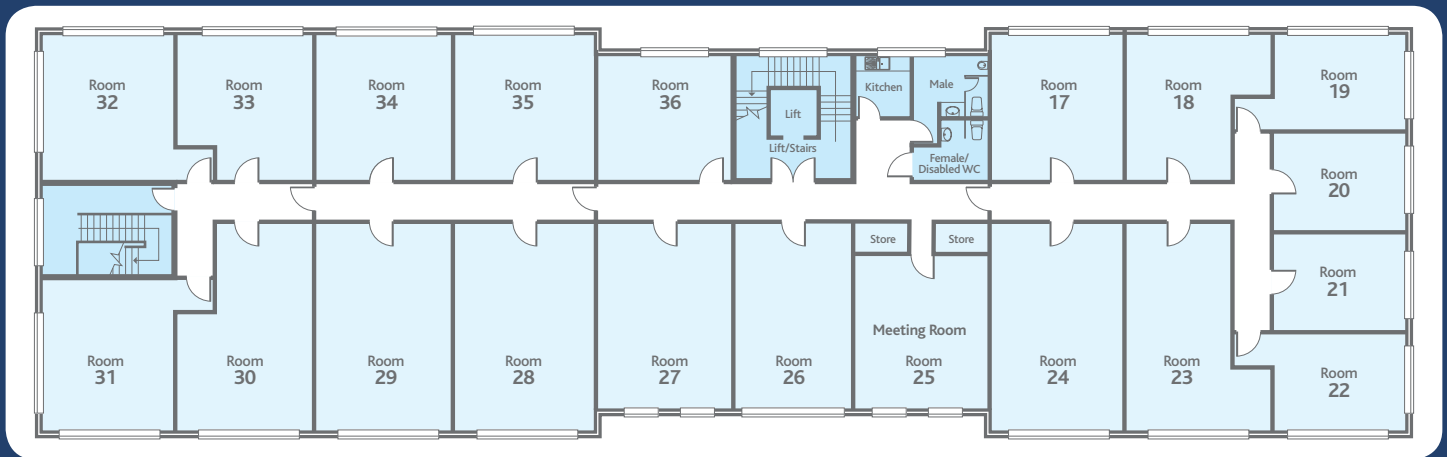 Room
32
Room
33
Room
34
Room
35
Room
36
Lift
Lift/Stairs
Kitchen
Male
Female/
Disabled WC
Room
17
Room
18
Room
19
Room
20
Room
21
Room
22
Store
Store
Meeting Room
Room
31
Room
30
Room
29
Room
28
Room
27
Room
26
Room
25
Room
24
Room
23